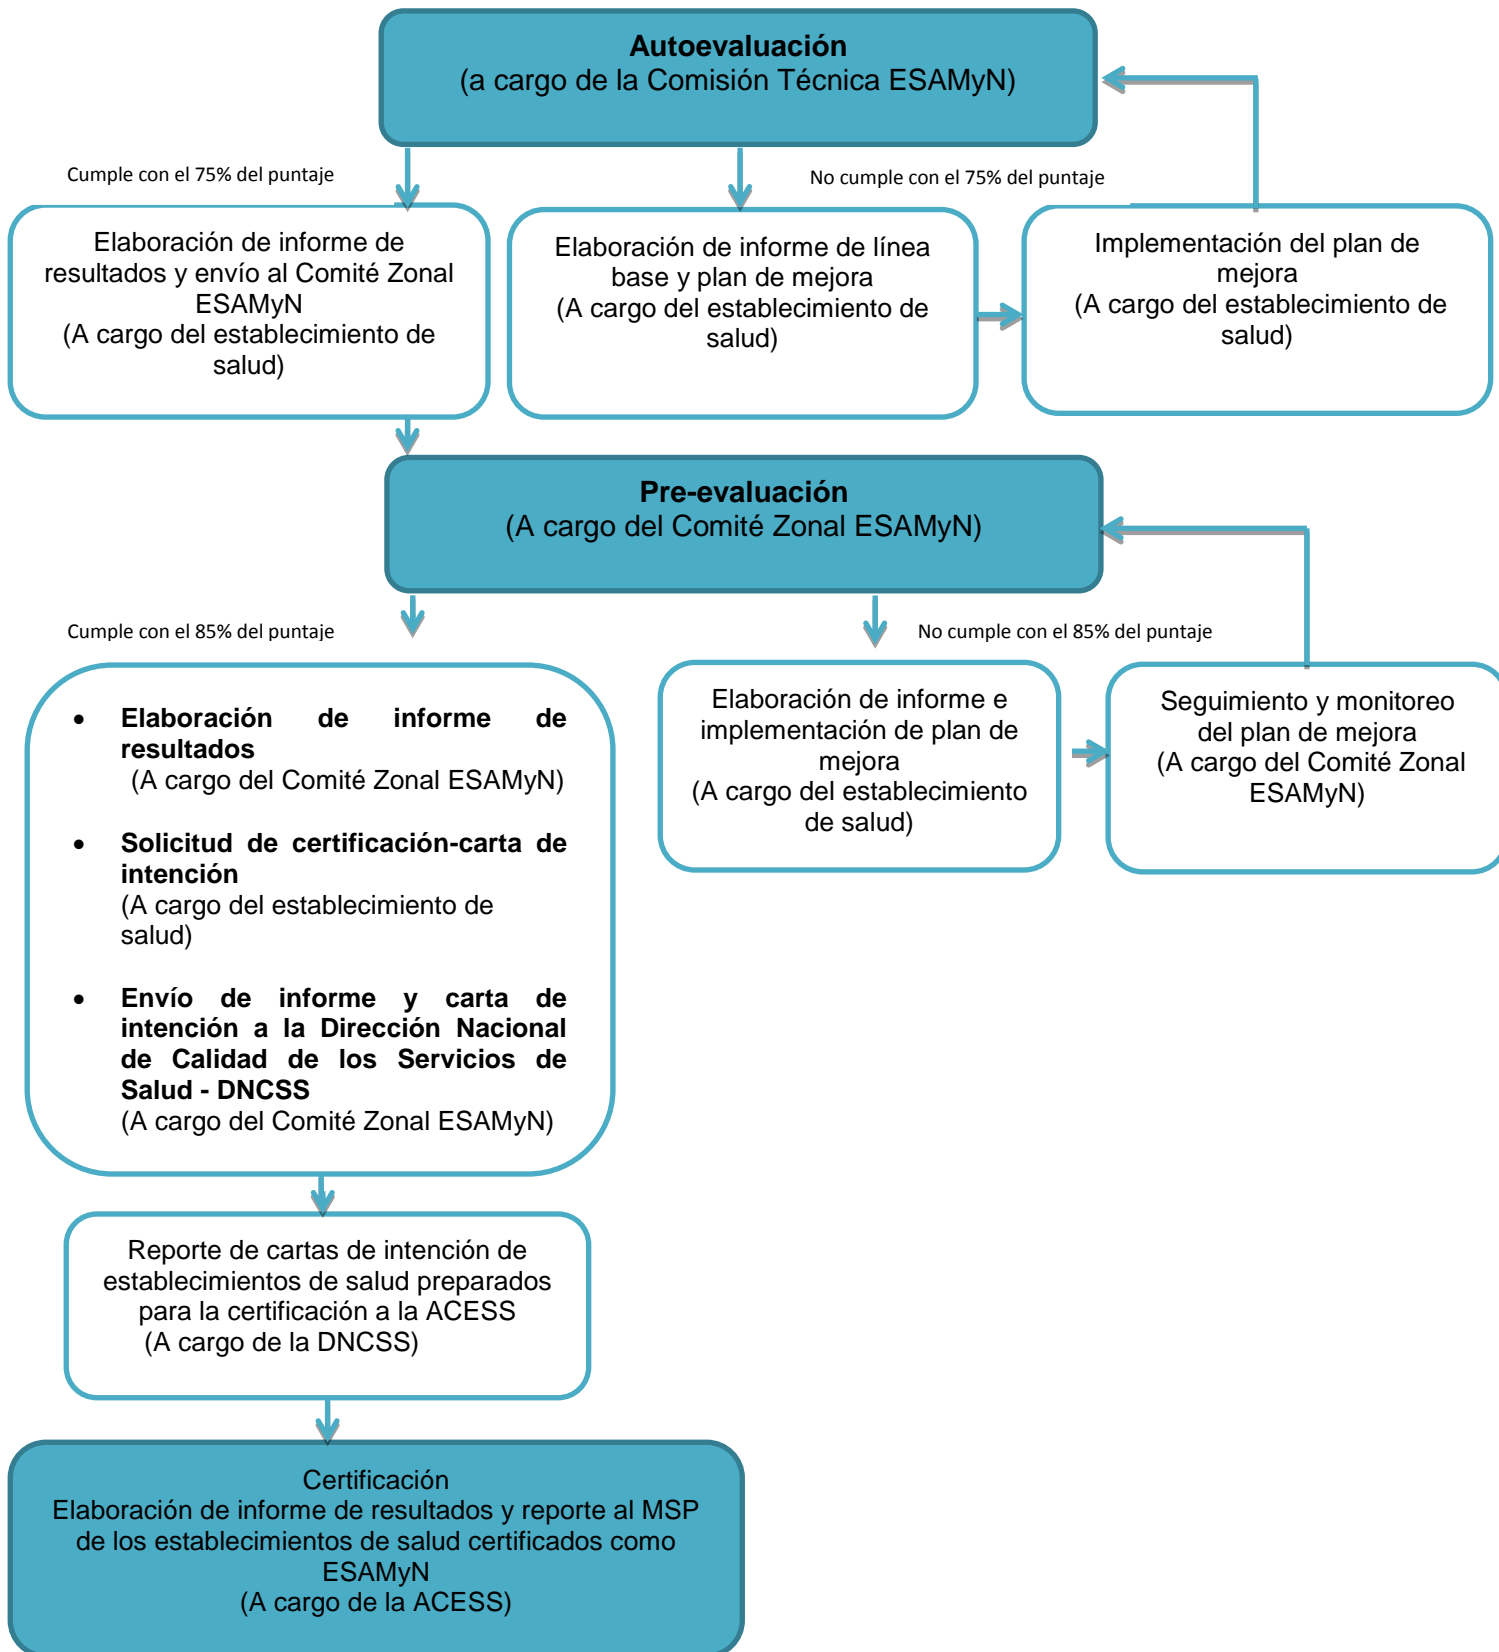 Autoevaluación
(a cargo de la Comisión Técnica ESAMyN)
Cumple con el 75% del puntaje
No cumple con el 75% del puntaje
Elaboración de informe de
resultados y envío al Comité Zonal
ESAMyN
(A cargo del establecimiento de
salud)
Elaboración de informe de línea
base y plan de mejora
(A cargo del establecimiento de
salud)
Implementación del plan de
mejora
(A cargo del establecimiento de
salud)
Pre-evaluación
(A cargo del Comité Zonal ESAMyN)
Cumple con el 85% del puntaje
No cumple con el 85% del puntaje
• Elaboración de informe de
resultados
(A cargo del Comité Zonal ESAMyN)
• Solicitud de certificación-carta de
intención
(A cargo del establecimiento de
salud)
• Envío de informe y carta de
intención a la Dirección Nacional
de Calidad de los Servicios de
Salud - DNCSS
(A cargo del Comité Zonal ESAMyN)
Elaboración de informe e
implementación de plan de
mejora
(A cargo del establecimiento
de salud)
Seguimiento y monitoreo
del plan de mejora
(A cargo del Comité Zonal
ESAMyN)
Reporte de cartas de intención de
establecimientos de salud preparados
para la certificación a la ACESS
(A cargo de la DNCSS)
Certificación
Elaboración de informe de resultados y reporte al MSP
de los establecimientos de salud certificados como
ESAMyN
(A cargo de la ACESS)